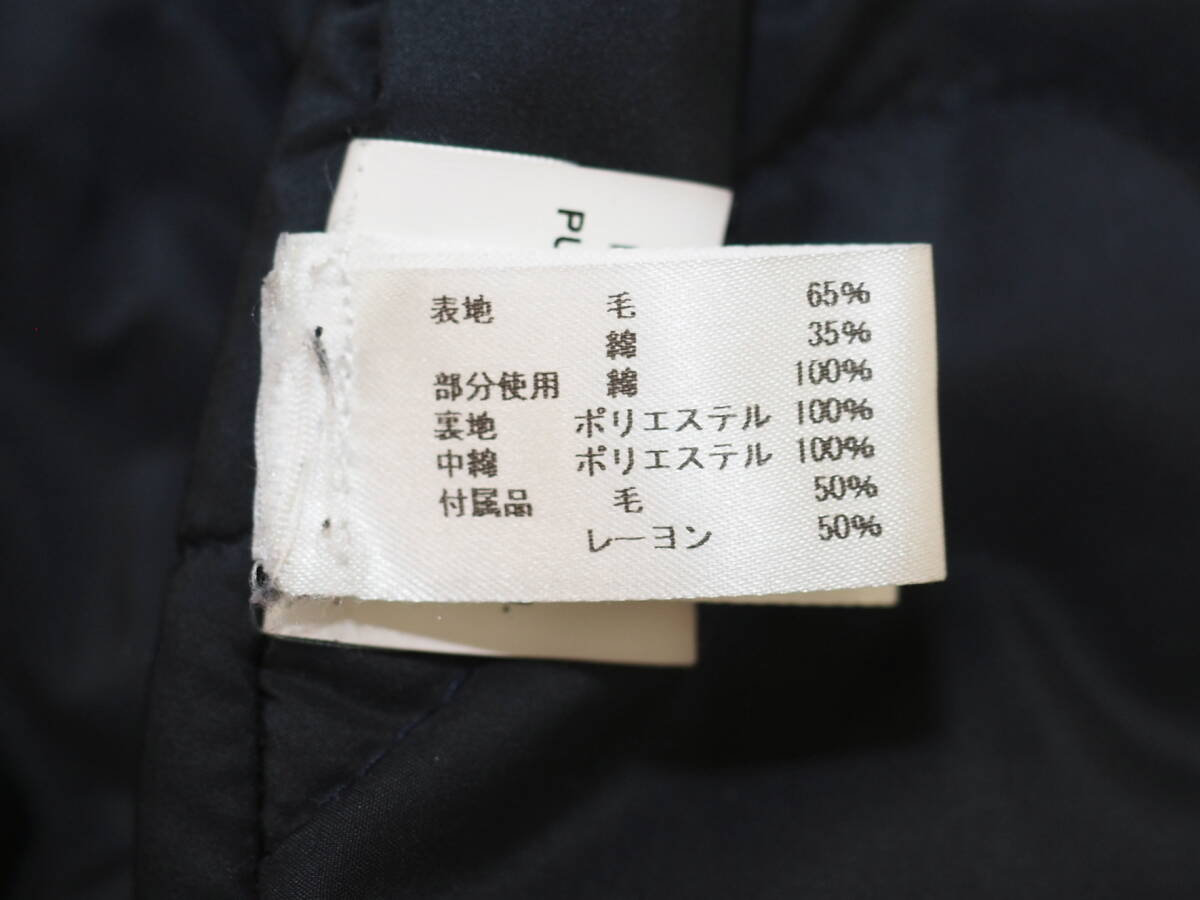 PU
表地 毛 65%
綿 35%
部分使用 綿 100%
裏地 ポリエステル 100%
中綿 ポリエステル 100%
付属品 毛 50%
レーヨン 50%